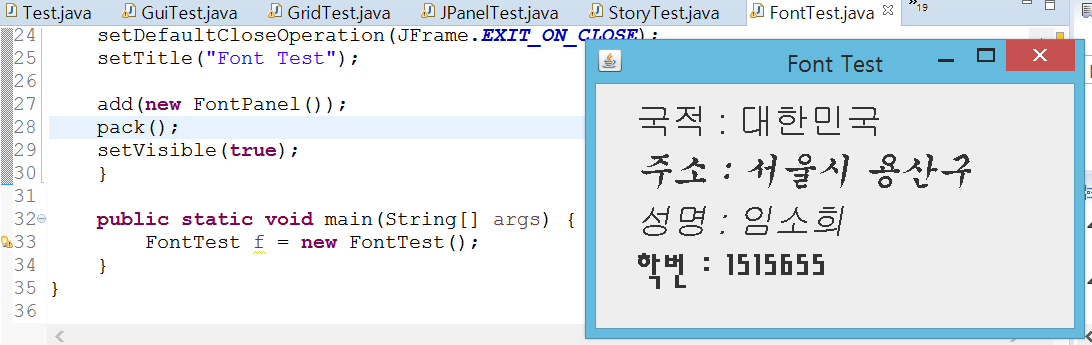 Test.java GuiTest.java GridTest.java JPanelTest.java StoryTest.java FontTest.java »19
24 setDefaultCloseOperation(JFrame.EXIT_ON_CLOSE);
25 setTitle("Font Test");
26
27 add(new FontPanel());
28 pack();
29 setVisible(true);
30 }
31
32 public static void main(String[] args) {
33 FontTest f = new FontTest();
34 }
35 }
36
Font Test
국적 : 대한민국
주소 : 서울시 용산구
성명 : 임소희
학번 : 1515655